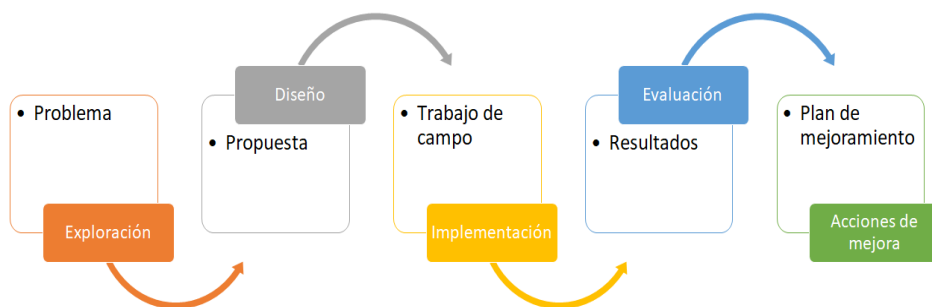 • Problema
Exploración
Diseño
• Propuesta
• Trabajo de
campo
Implementación
Evaluación
• Resultados
• Plan de
mejoramiento
Acciones de
mejora